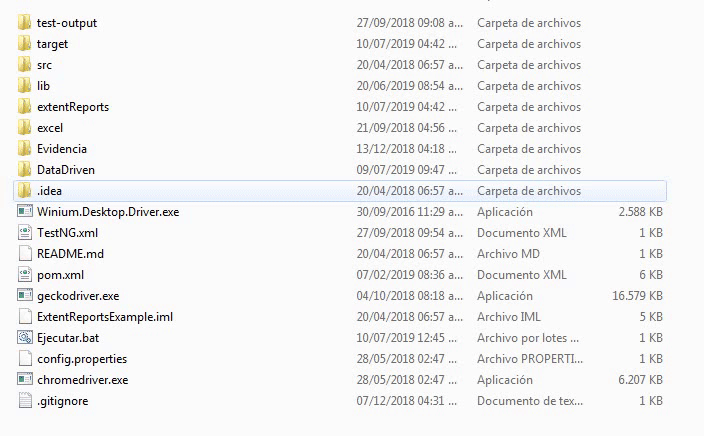 test-output 27/09/2018 09:08 a... Carpeta de archivos
target 10/07/2019 04:42 ... Carpeta de archivos
src 20/04/2018 06:57 a... Carpeta de archivos
lib 20/06/2019 08:54 a... Carpeta de archivos
extentReports 10/07/2019 04:42 ... Carpeta de archivos
excel 21/09/2018 04:56 ... Carpeta de archivos
Evidencia 13/12/2018 04:18 ... Carpeta de archivos
DataDriven 09/07/2019 09:47 ... Carpeta de archivos
.idea 20/04/2018 06:57 a... Carpeta de archivos
Winium.Desktop.Driver.exe 30/09/2016 11:29 a... Aplicación 2.588 KB
TestNG.xml 27/09/2018 09:54 a... Documento XML 1 KB
README.md 20/04/2018 06:57 a... Archivo MD 1 KB
pom.xml 07/02/2019 08:36 a... Documento XML 6 KB
geckodriver.exe 04/10/2018 08:18 a... Aplicación 16.579 KB
ExtentReportsExample.iml 20/04/2018 06:57 a... Archivo IML 5 KB
Ejecutar.bat 10/07/2019 12:45 ... Archivo por lotes ... 1 KB
config.properties 28/05/2018 02:47 ... Archivo PROPERTI... 1 KB
chromedriver.exe 28/05/2018 02:47 ... Aplicación 6.207 KB
.gitignore 07/12/2018 04:31 ... Documento de tex... 1 KB